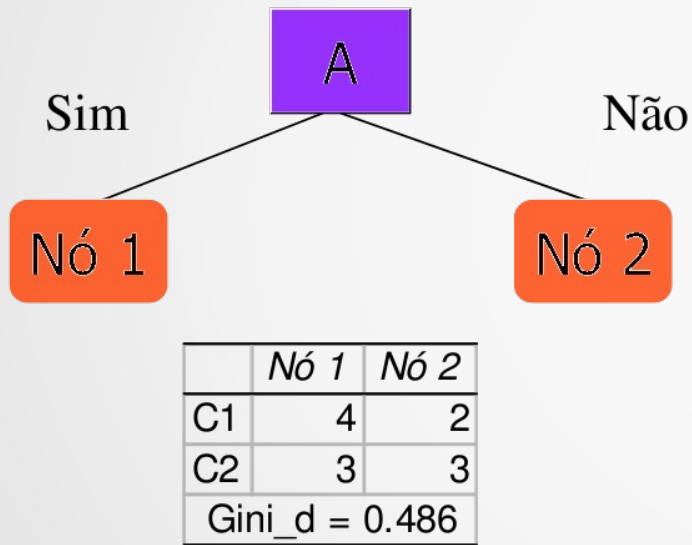 A
Sim Não
Nó 1 Nó 2
Nó 1 Nó 2
C1 4 2
C2 3 3
Gini_d = 0.486